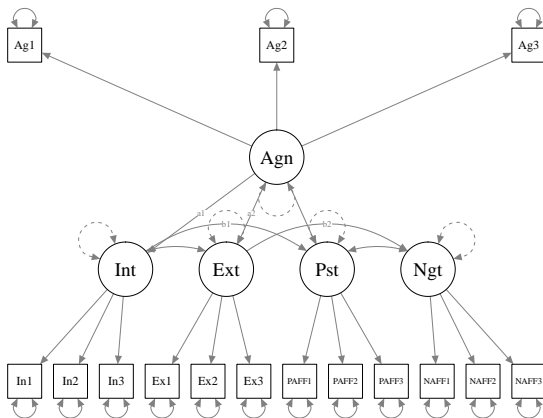 Ag1 Ag2 Ag3
Agn
a1 b1 a2 b2
Int Ext Pst Ngt
In1 In2 In3 Ex1 Ex2 Ex3 PAFF1 PAFF2 PAFF3 NAFF1 NAFF2 NAFF3